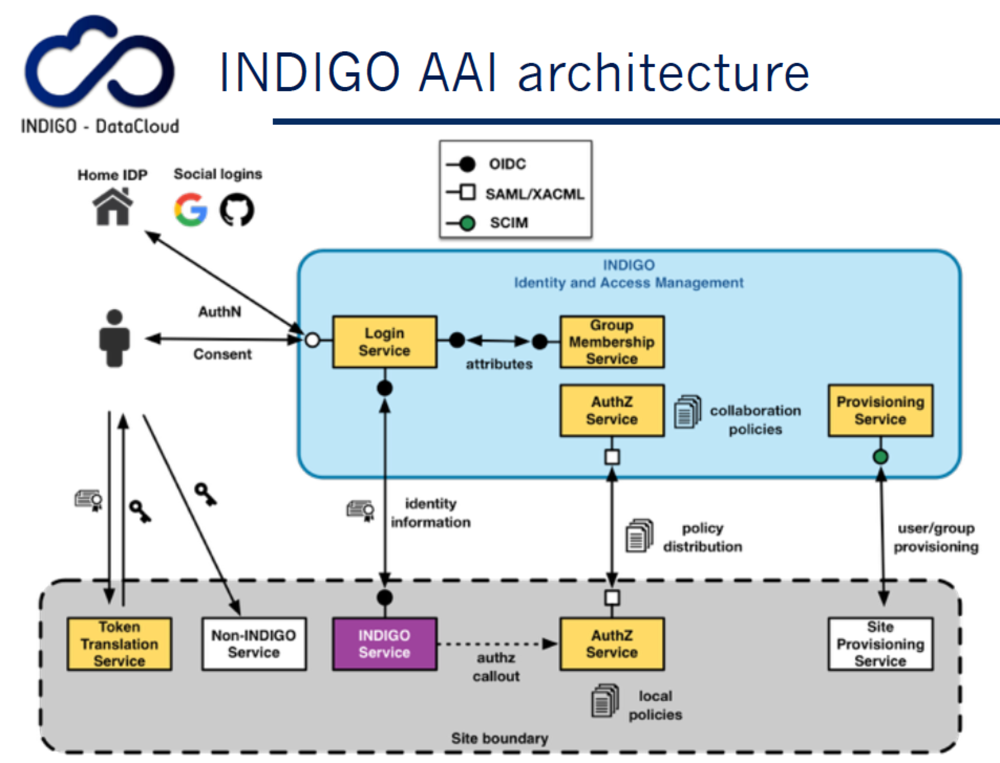 INDIGO - DataCloud
INDIGO AAI architecture
OIDC
SAML/XACML
SCIM
Home IDP
Social logins
INDIGO
Identity and Access Management
AuthN
Consent
Login
Service
attributes
Group
Membership
Service
AuthZ
Service
collaboration
policies
Provisioning
Service
identity
information
policy
distribution
user/group
provisioning
Token
Translation
Service
Non-INDIGO
Service
INDIGO
Service
authz
callout
AuthZ
Service
Site
Provisioning
Service
local
policies
Site boundary